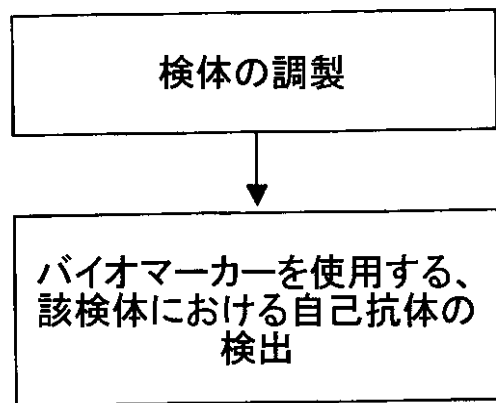 検体の調製
バイオマーカーを使用する、
該検体における自己抗体の
検出